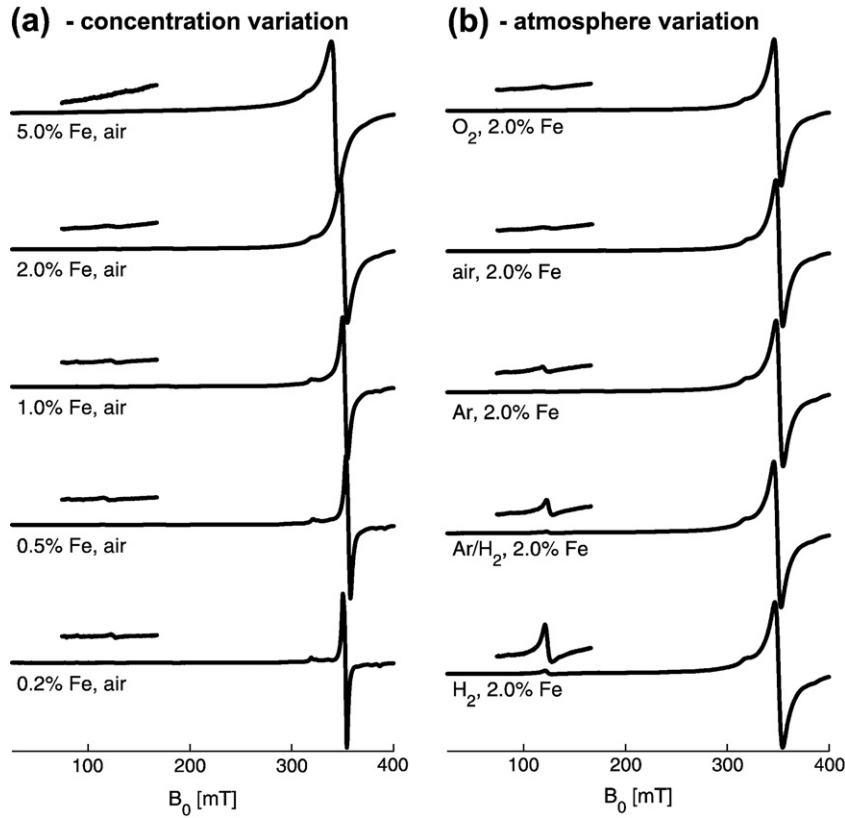 (a) - concentration variation
5.0% Fe, air
2.0% Fe, air
1.0% Fe, air
0.5% Fe, air
0.2% Fe, air
100 200 300 400
B₀ [mT]
(b) - atmosphere variation
O₂, 2.0% Fe
air, 2.0% Fe
Ar, 2.0% Fe
Ar/H₂, 2.0% Fe
H₂, 2.0% Fe
100 200 300 400
B₀ [mT]